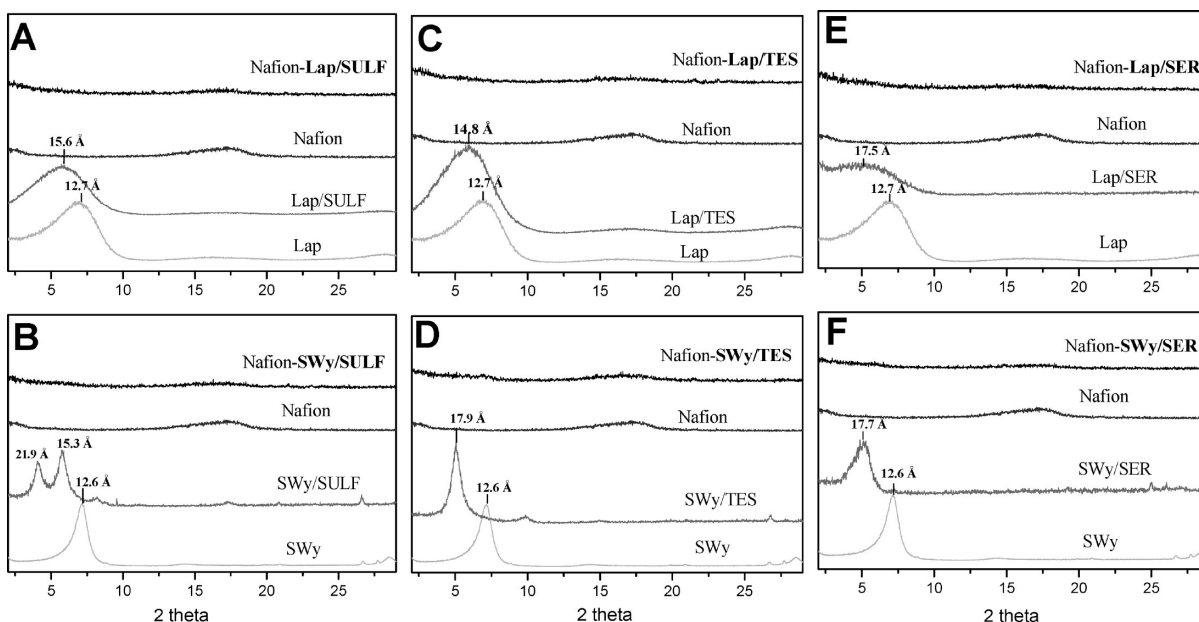 A
Nafion-Lap/SULF
Nafion
15.6 Å
12.7 Å
Lap/SULF
Lap
5 10 15 20 25
C
Nafion-Lap/TES
Nafion
14.8 Å
12.7 Å
Lap/TES
Lap
5 10 15 20 25
E
Nafion-Lap/SER
Nafion
17.5 Å
Lap/SER
12.7 Å
Lap
5 10 15 20 25
B
Nafion-SWy/SULF
Nafion
21.9 Å
15.3 Å
12.6 Å
SWy/SULF
SWy
5 10 15 20 25
2 theta
D
Nafion-SWy/TES
Nafion
17.9 Å
12.6 Å
SWy/TES
SWy
5 10 15 20 25
2 theta
F
Nafion-SWy/SER
Nafion
17.7 Å
12.6 Å
SWy/SER
SWy
5 10 15 20 25
2 theta